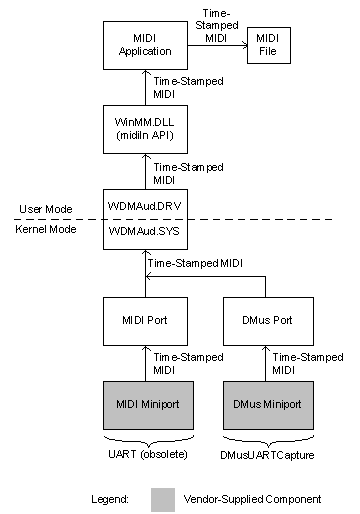 Time-
Stamped
MIDI
MIDI
Application
MIDI
File
Time-Stamped
MIDI
WinMM.DLL
(midiIn API)
Time-Stamped
MIDI
WDMAud.DRV
User Mode
Kernel Mode
WDMAud.SYS
Time-Stamped MIDI
MIDI Port
DMus Port
Time-Stamped
MIDI
Time-Stamped
MIDI
MIDI Miniport
DMus Miniport
UART (obsolete)
DMusUARTCapture
Legend:
Vendor-Supplied Component